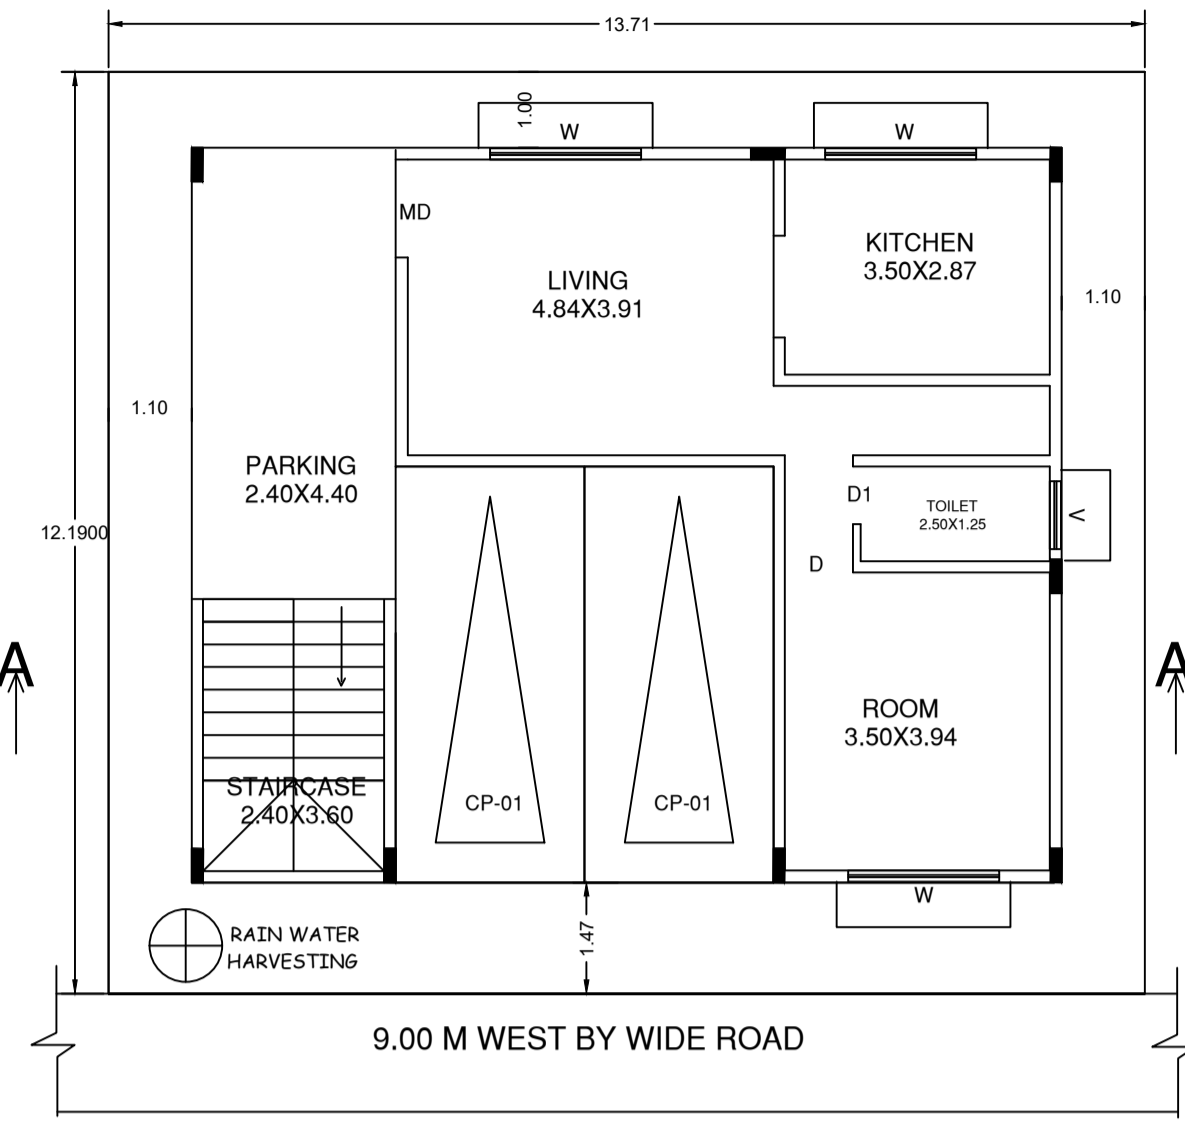 13.71
1.00
W
W
MD
KITCHEN
3.50X2.87
LIVING
4.84X3.91
1.10
1.10
PARKING
2.40X4.40
D1
TOILET
2.50X1.25
V
12.1900
D
A
A
ROOM
3.50X3.94
STAIRCASE
2.40X3.60
CP-01
CP-01
W
1.47
RAIN WATER
HARVESTING
9.00 M WEST BY WIDE ROAD